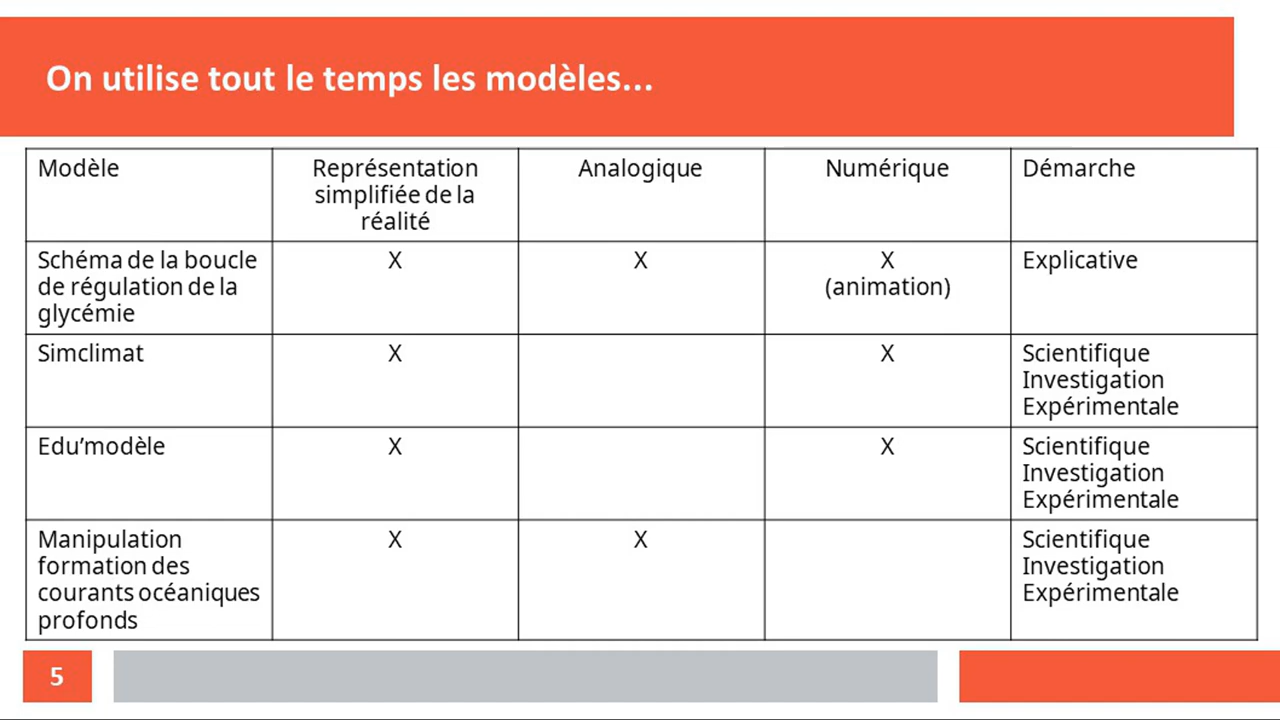 On utilise tout le temps les modèles...
Modèle
Représentation
simplifiée de la
réalité
Analogique
Numérique
Démarche
Schéma de la boucle
de régulation de la
glycémie
X
X
X
(animation)
Explicative
Simclimat
X
X
Scientifique
Investigation
Expérimentale
Edu’modèle
X
X
Scientifique
Investigation
Expérimentale
Manipulation
formation des
courants océaniques
profonds
X
X
Scientifique
Investigation
Expérimentale
5